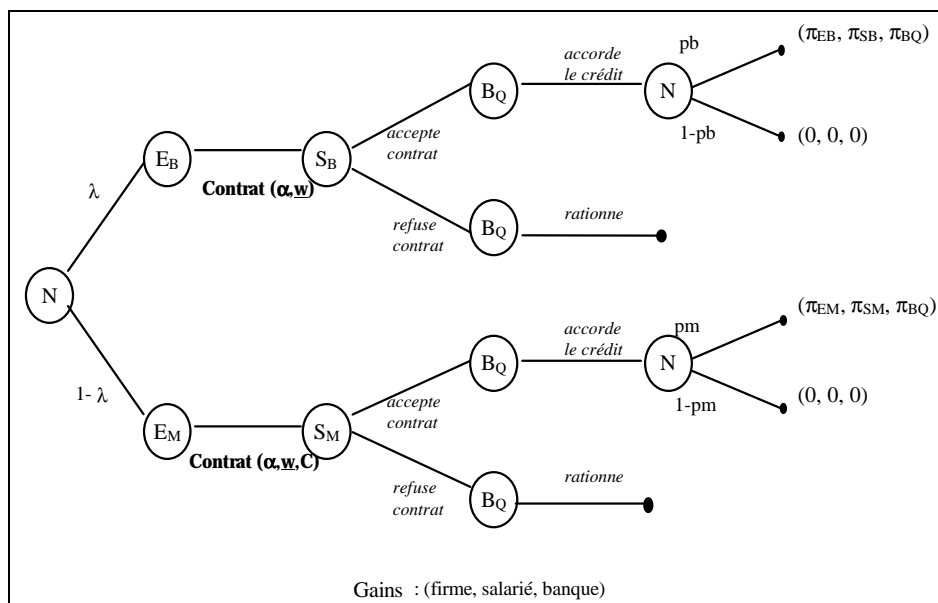 pb
(πEB, πSB, πBQ)
accorde
le crédit
BQ
N
1-pb
(0, 0, 0)
accepte
contrat
EB
SB
Contrat (α,w)
λ
refuse
contrat
BQ
rationne
N
pm
(πEM, πSM, πBQ)
accorde
le crédit
BQ
N
1-pm
(0, 0, 0)
1- λ
accepte
contrat
EM
SM
Contrat (α,w,C)
refuse
contrat
BQ
rationne
Gains : (firme, salarié, banque)